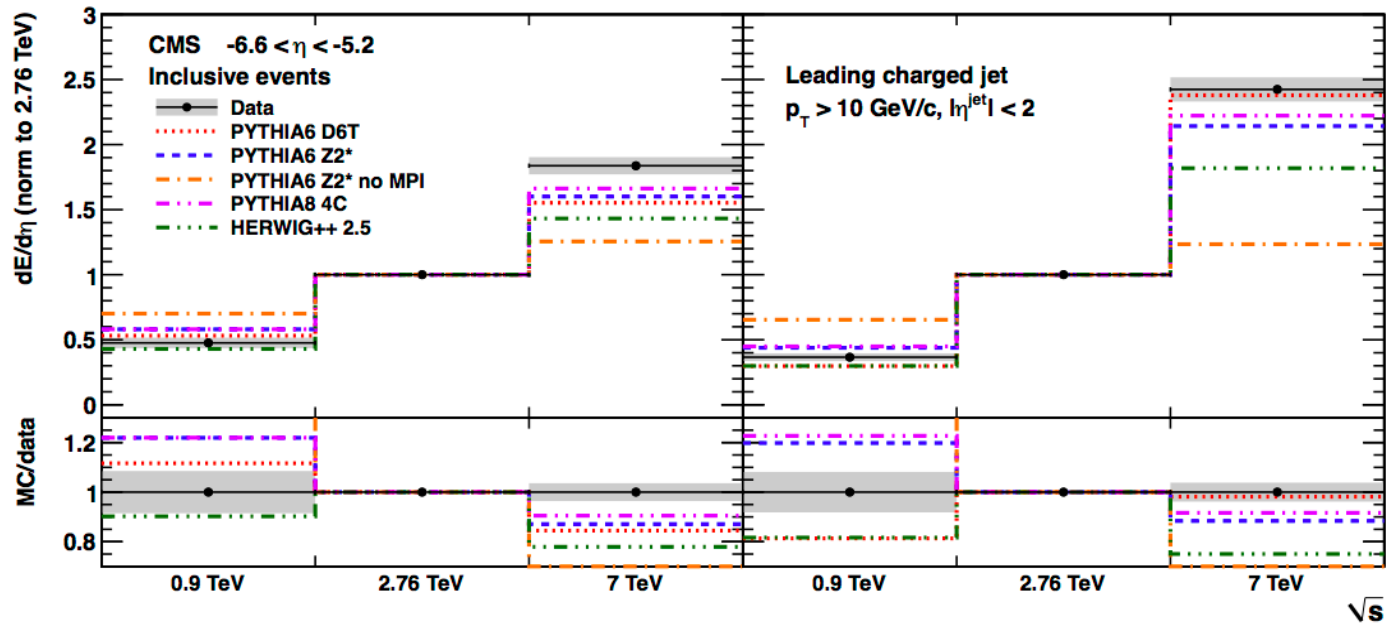 3
2.5
2
1.5
1
0.5
0
dE/dη (norm to 2.76 TeV)
CMS -6.6 < η < -5.2
Inclusive events
Data
PYTHIA6 D6T
PYTHIA6 Z2*
PYTHIA6 Z2* no MPI
PYTHIA8 4C
HERWIG++ 2.5
Leading charged jet
p_T > 10 GeV/c, |η^jet| < 2
1.2
1
0.8
MC/data
0.9 TeV 2.76 TeV 7 TeV 0.9 TeV 2.76 TeV 7 TeV
√s